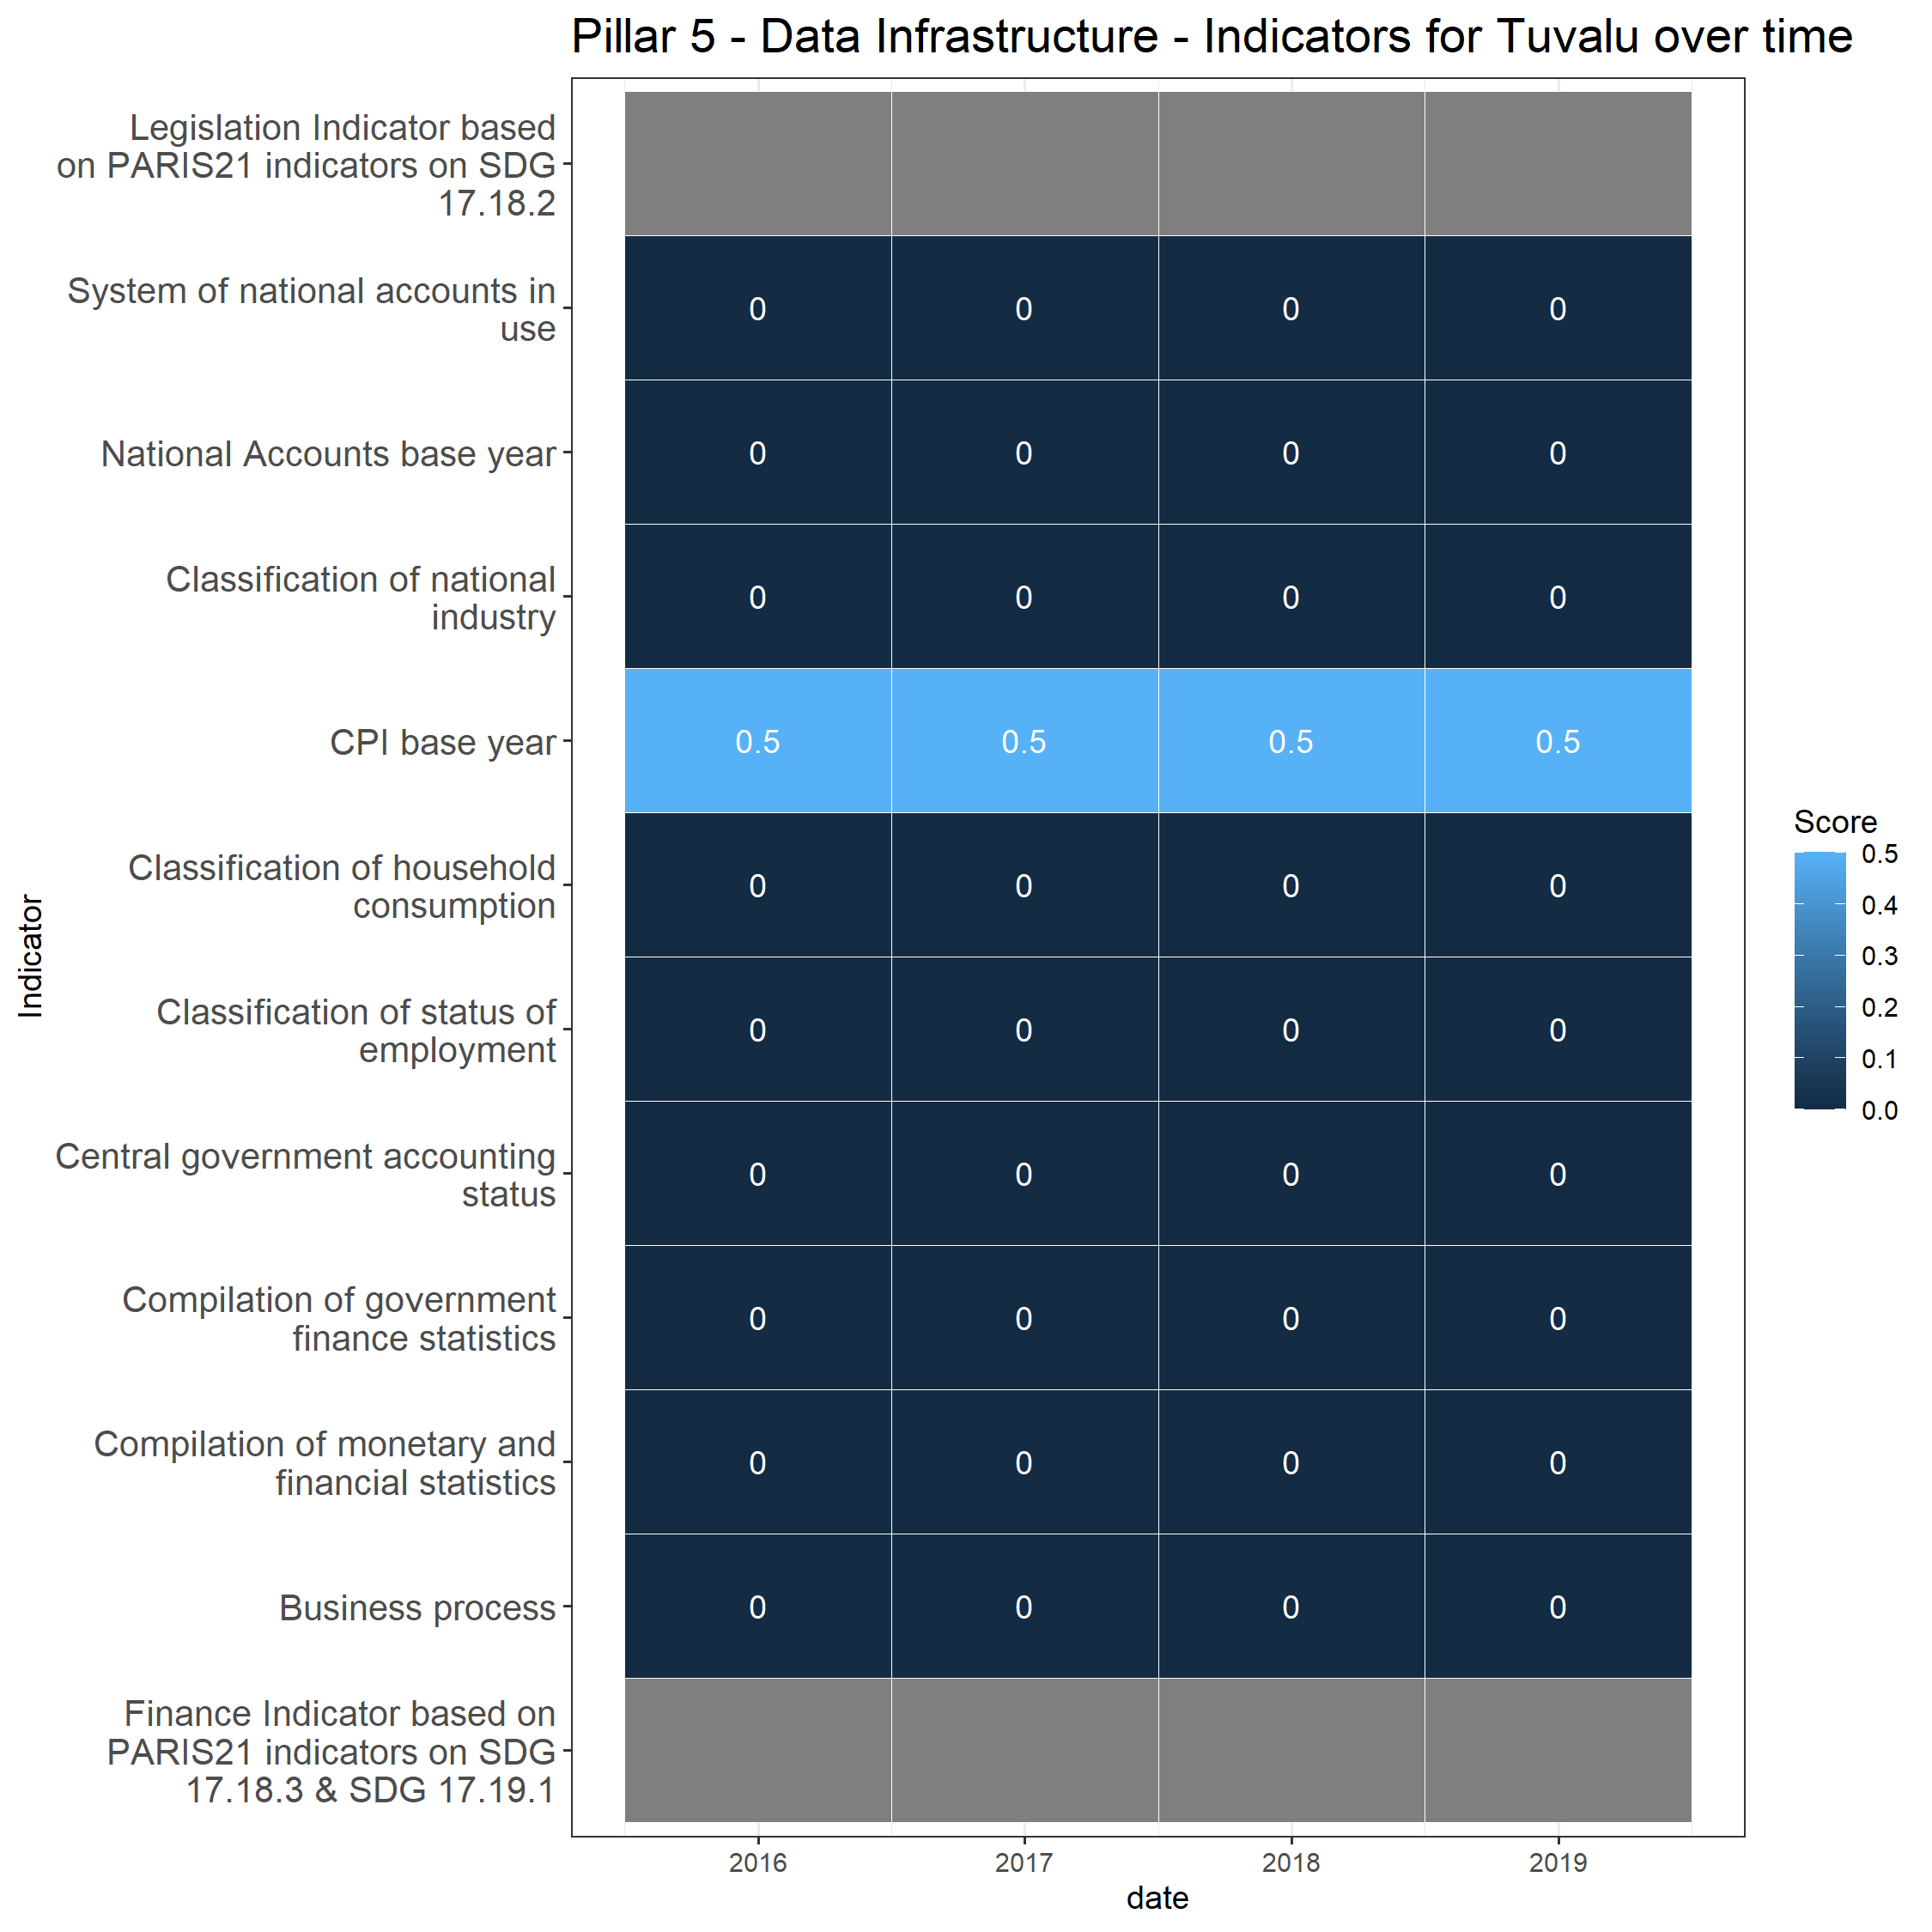 Pillar 5 - Data Infrastructure - Indicators for Tuvalu over time
Legislation Indicator based
on PARIS21 indicators on SDG
17.18.2
System of national accounts in
use
0 0 0 0
National Accounts base year
0 0 0 0
Classification of national
industry
0 0 0 0
CPI base year
0.5 0.5 0.5 0.5
Classification of household
consumption
0 0 0 0
Classification of status of
employment
0 0 0 0
Central government accounting
status
0 0 0 0
Compilation of government
finance statistics
0 0 0 0
Compilation of monetary and
financial statistics
0 0 0 0
Business process
0 0 0 0
Finance Indicator based on
PARIS21 indicators on SDG
17.18.3 & SDG 17.19.1
Indicator
2016 2017 2018 2019
date
Score
0.5
0.4
0.3
0.2
0.1
0.0